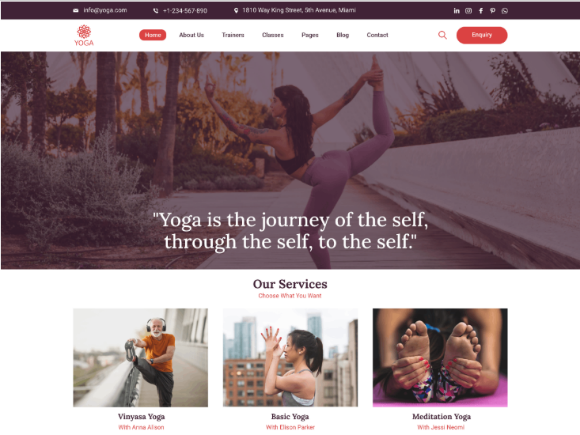 info@yoga.com
+1-234-567-890
1810 Way King Street, 5th Avenue, Miami
YOGA
Home
About Us
Trainers
Classes
Pages
Blog
Contact
Enquiry
"Yoga is the journey of the self,
through the self, to the self."
Our Services
Choose What You Want
Vinyasa Yoga
With Anna Alison
Basic Yoga
With Elison Parker
Meditation Yoga
With Jessi Neomi